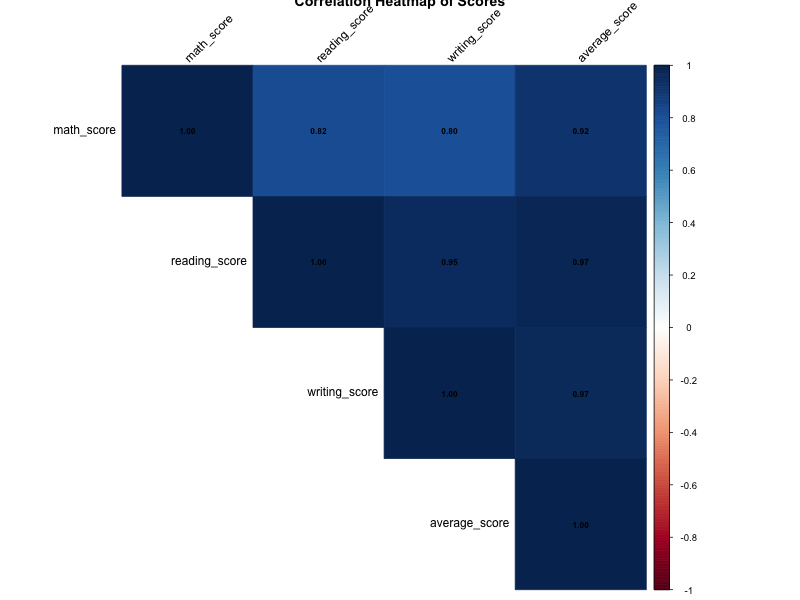 Correlation Heatmap of Scores
math_score reading_score writing_score average_score
1
math_score 1.00 0.82 0.80 0.92
0.8
0.6
0.4
reading_score 1.00 0.95 0.97
0.2
0
-0.2
writing_score 1.00 0.97
-0.4
-0.6
average_score 1.00
-0.8
-1